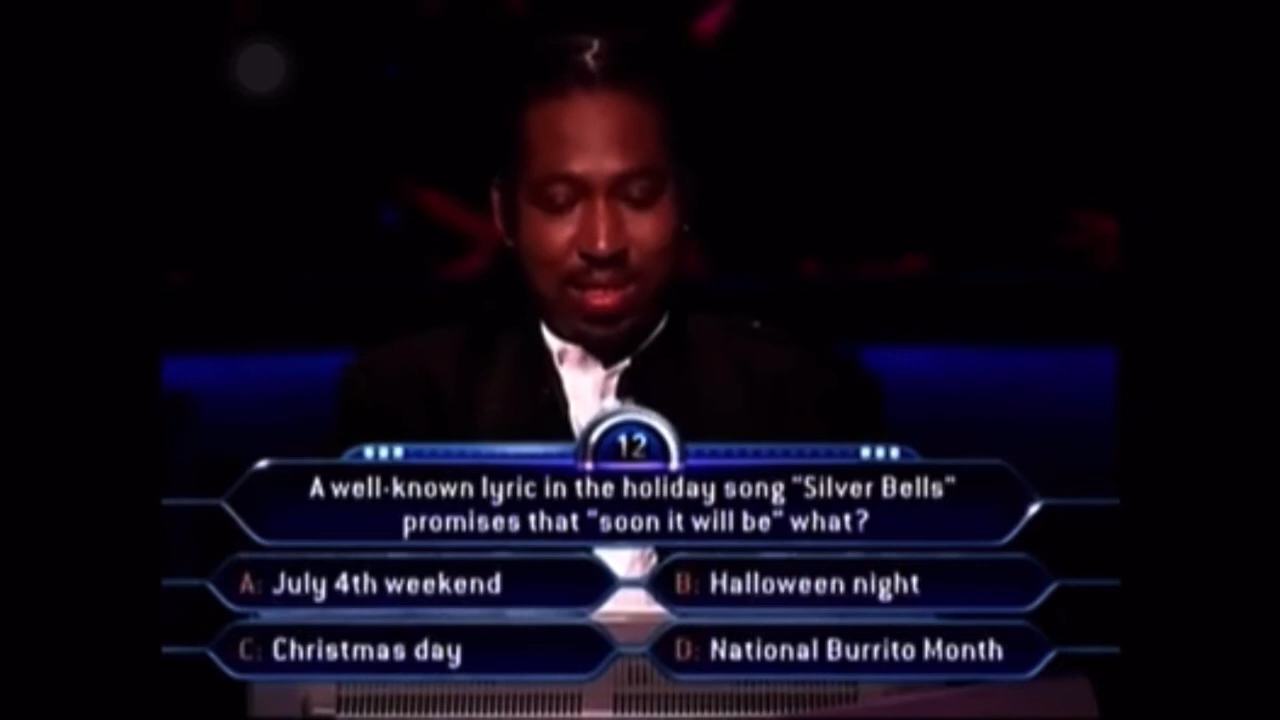 12
A well-known lyric in the holiday song "Silver Bells"
promises that "soon it will be" what?
A: July 4th weekend
B: Halloween night
C: Christmas day
D: National Burrito Month